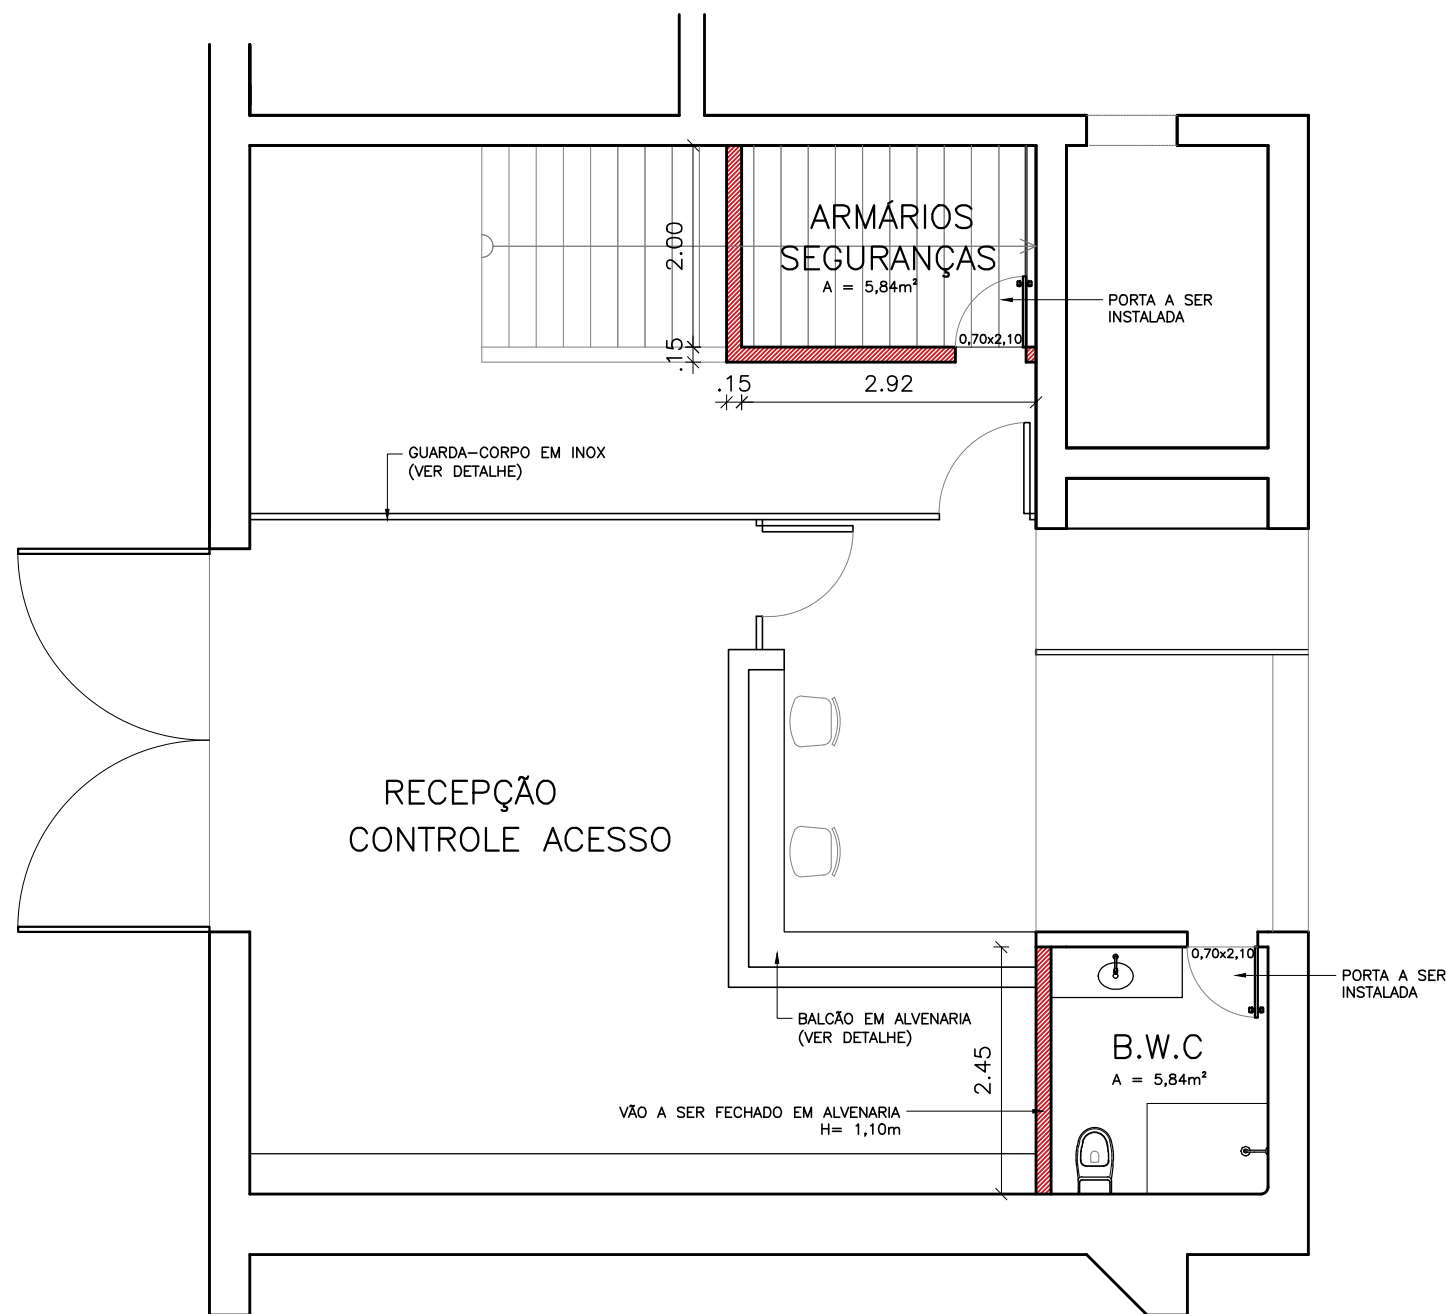 ARMÁRIOS
SEGURANÇAS
A = 5,84m²
2.00
PORTA A SER
INSTALADA
0,70x2,10
.15
.15
2.92
GUARDA-CORPO EM INOX
(VER DETALHE)
RECEPÇÃO
CONTROLE ACESSO
0,70x2,10
PORTA A SER
INSTALADA
BALCÃO EM ALVENARIA
(VER DETALHE)
B.W.C
A = 5,84m²
2.45
VÃO A SER FECHADO EM ALVENARIA
H= 1,10m